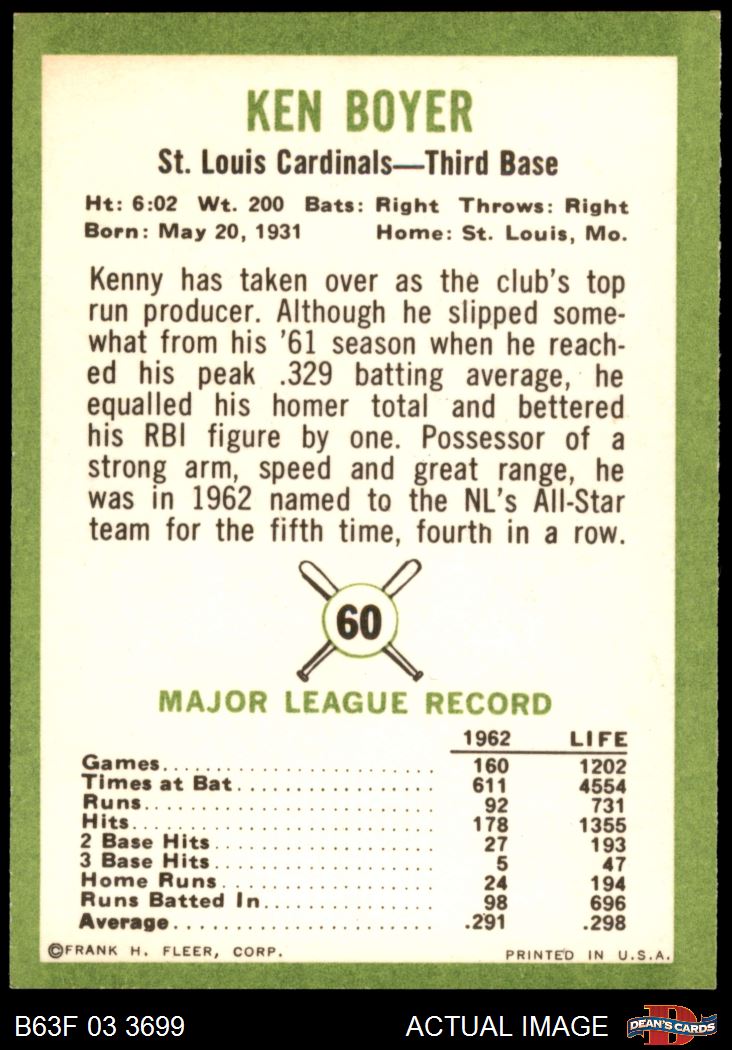 KEN BOYER
St. Louis Cardinals—Third Base
Ht: 6:02 Wt. 200 Bats: Right Throws: Right
Born: May 20, 1931 Home: St. Louis, Mo.
Kenny has taken over as the club's top
run producer. Although he slipped some-
what from his '61 season when he reach-
ed his peak .329 batting average, he
equalled his homer total and bettered
his RBI figure by one. Possessor of a
strong arm, speed and great range, he
was in 1962 named to the NL's All-Star
team for the fifth time, fourth in a row.
60
MAJOR LEAGUE RECORD
1962 LIFE
Games 160 1202
Times at Bat 611 4554
Runs 92 731
Hits 178 1355
2 Base Hits 27 193
3 Base Hits 5 47
Home Runs 24 194
Runs Batted In 98 696
Average .291 .298
©FRANK H. FLEER, CORP. PRINTED IN U.S.A.
B63F 03 3699 ACTUAL IMAGE D DEAN'S CARDS